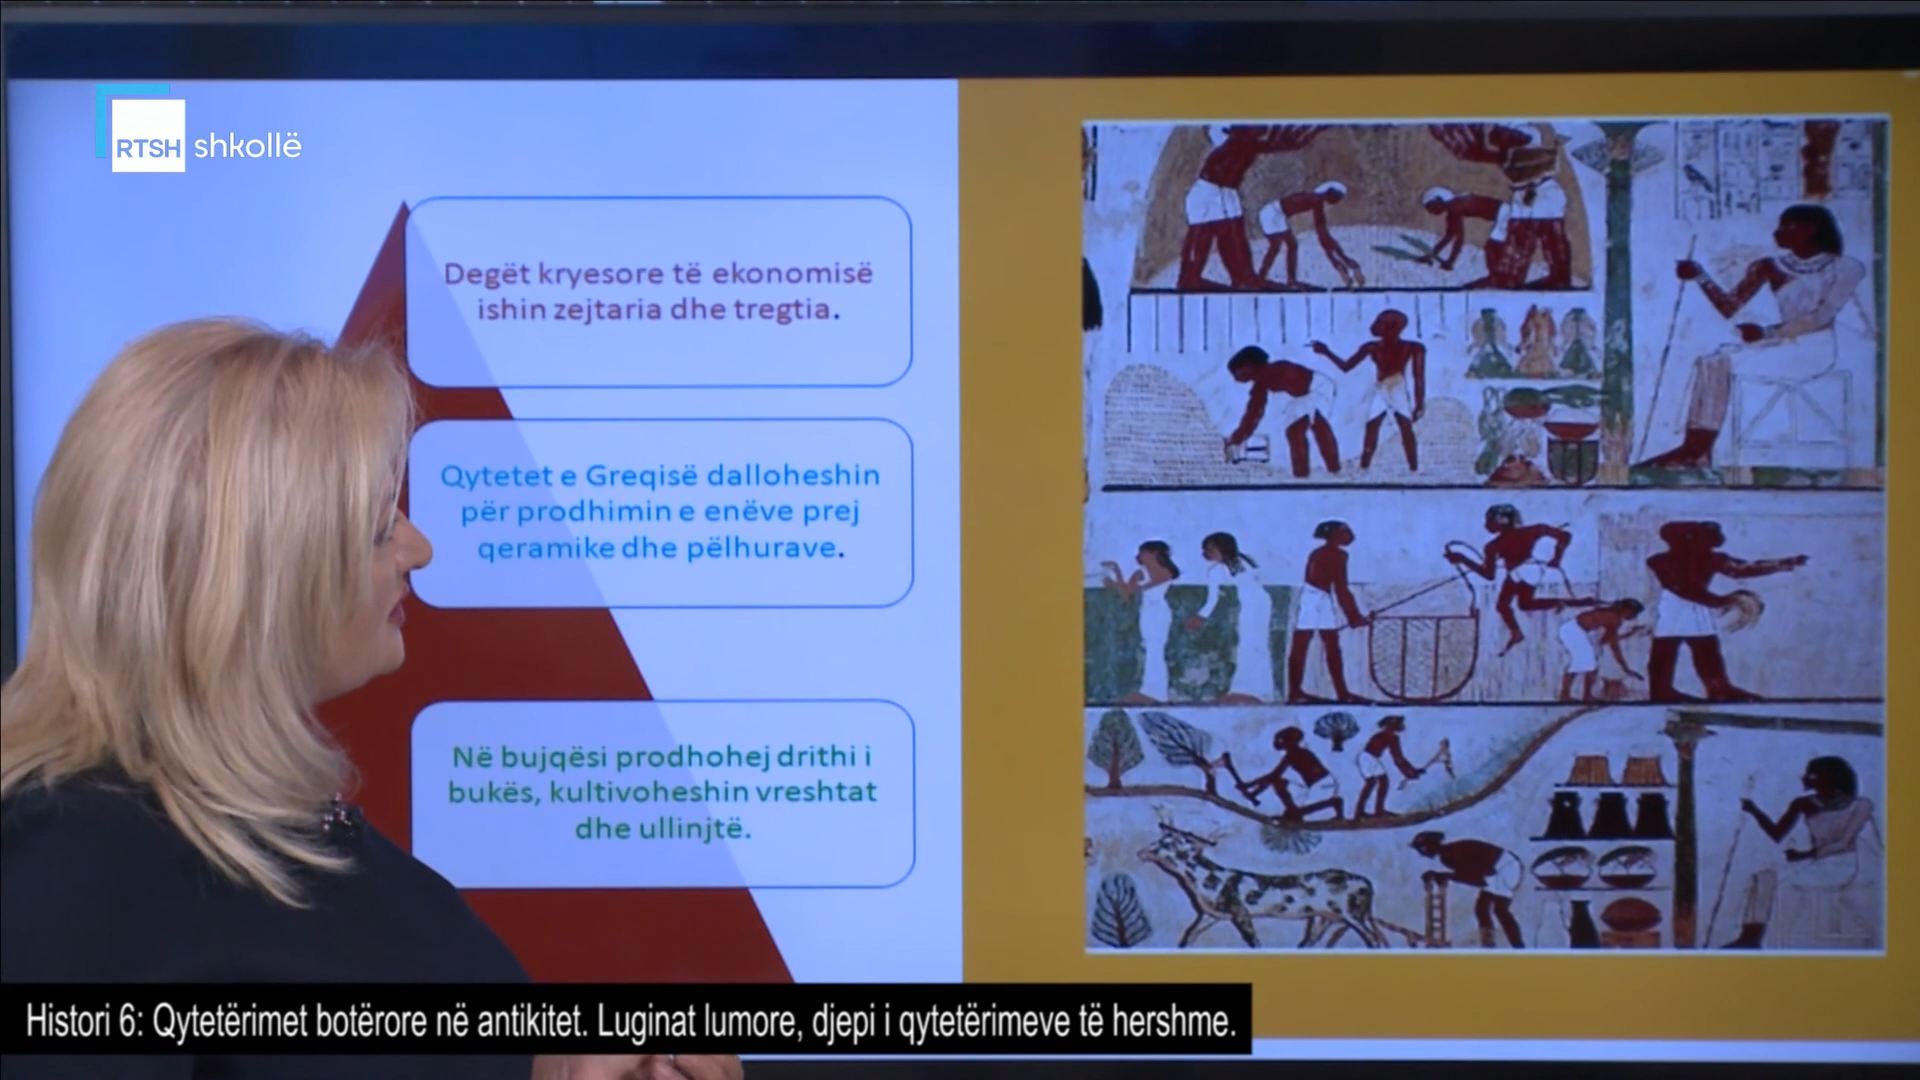 RTSH shkollë
Degët kryesore të ekonomisë
ishin zejtaria dhe tregtia.
Qytetet e Greqisë dalloheshin
për prodhimin e enëve prej
qeramike dhe pëlhurave.
Në bujqësi prodhohej drithi i
bukës, kultivoheshin vreshtat
dhe ullinjtë.
Histori 6: Qytetërimet botërore në antikitet. Luginat lumore, djepi i qytetërimeve të hershme.